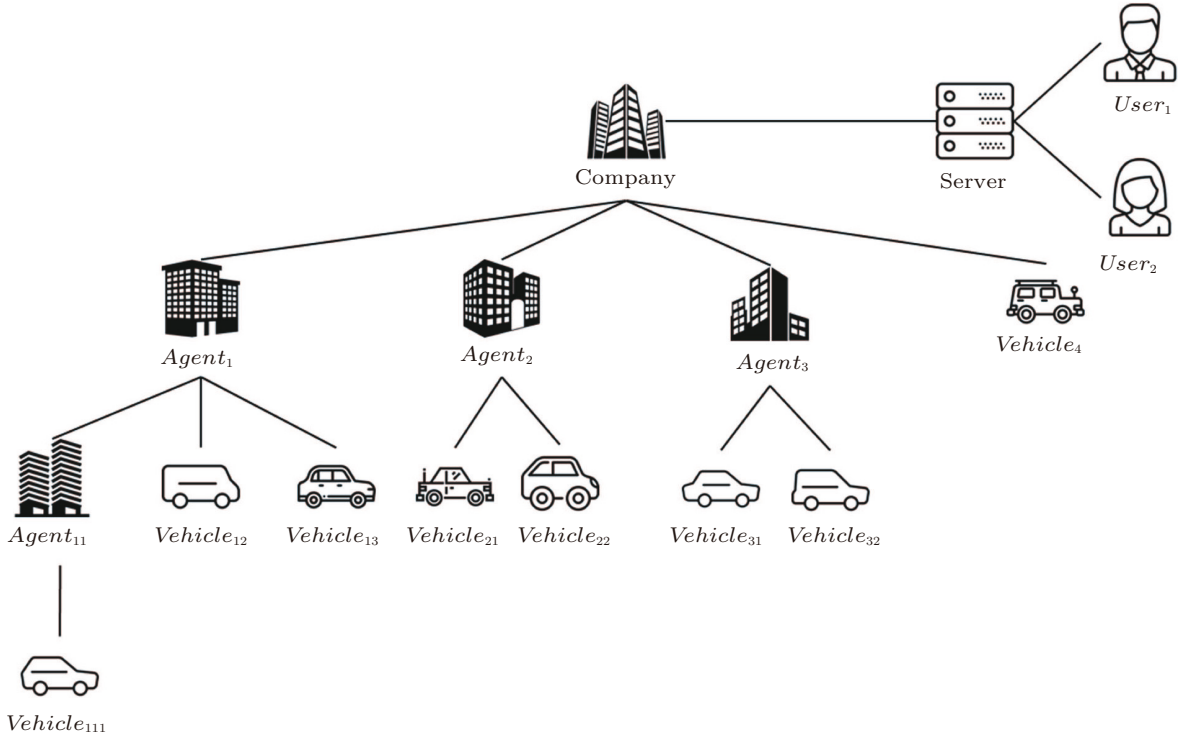 User₁
Company
Server
User₂
Agent₁
Agent₂
Agent₃
Vehicle₄
Agent₁₁
Vehicle₁₂
Vehicle₁₃
Vehicle₂₁
Vehicle₂₂
Vehicle₃₁
Vehicle₃₂
Vehicle₁₁₁